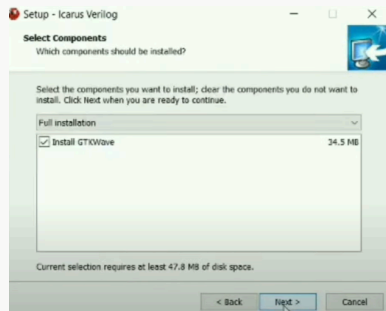 Setup - Icarus Verilog
Select Components
Which components should be installed?
Select the components you want to install; clear the components you do not want to
install. Click Next when you are ready to continue.
Full installation
Install GTKWave 34.5 MB
Current selection requires at least 47.8 MB of disk space.
< Back Next > Cancel